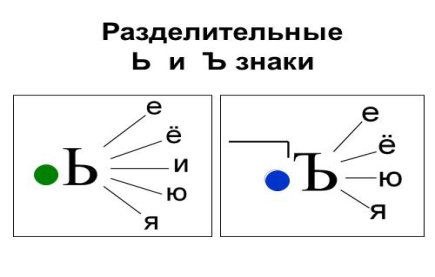 Разделительные
Ь и Ъ знаки
Ь
е
ё
и
ю
я
Ъ
е
ё
ю
я